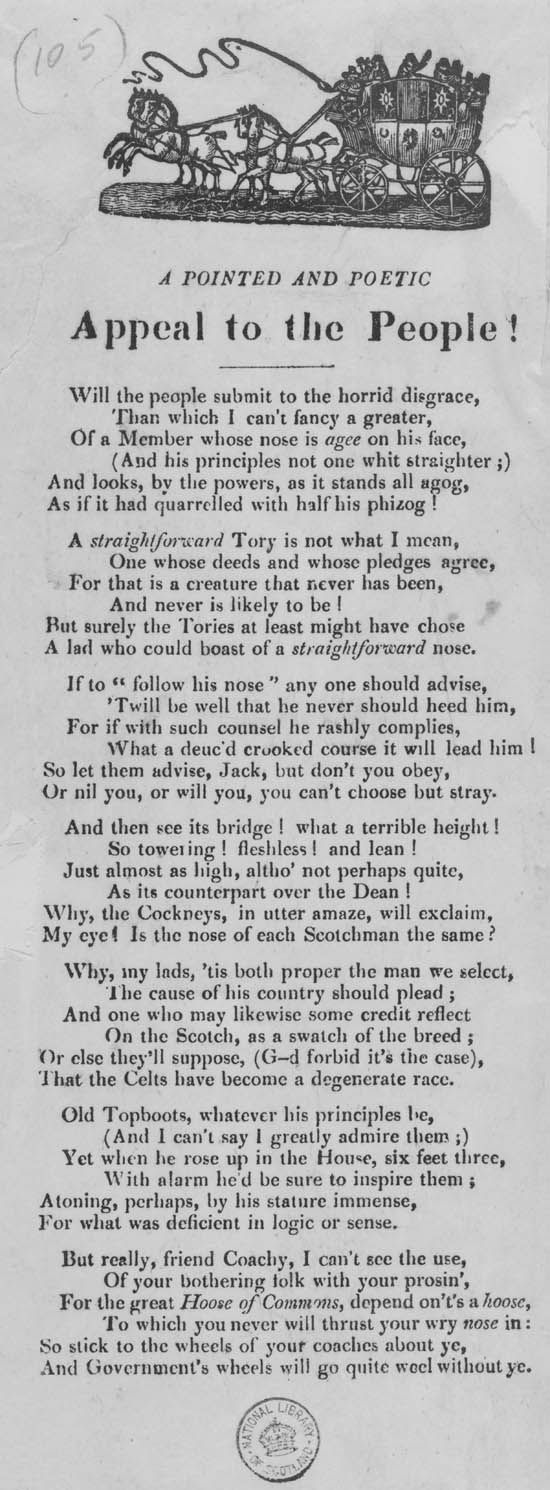 (105)
A POINTED AND POETIC
Appeal to the People!
Will the people submit to the horrid disgrace,
Than which I can't fancy a greater,
Of a Member whose nose is agee on his face,
(And his principles not one whit straighter;)
And looks, by the powers, as it stands all agog,
As if it had quarrelled with half his phizog!
A straightforward Tory is not what I mean,
One whose deeds and whose pledges agree,
For that is a creature that never has been,
And never is likely to be!
But surely the Tories at least might have chose
A lad who could boast of a straightforward nose.
If to “ follow his nose ” any one should advise,
'Twill be well that he never should heed him,
For if with such counsel he rashly complies,
What a deuc'd crooked course it will lead him!
So let them advise, Jack, but don't you obey,
Or nil you, or will you, you can't choose but stray.
And then see its bridge! what a terrible height!
So towering! fleshless! and lean!
Just almost as high, altho' not perhaps quite,
As its counterpart over the Dean!
Why, the Cockneys, in utter amaze, will exclaim,
My eye! Is the nose of each Scotchman the same?
Why, my lads, 'tis both proper the man we select,
The cause of his country should plead;
And one who may likewise some credit reflect
On the Scotch, as a swatch of the breed;
Or else they'll suppose, (G–d forbid it's the case),
That the Celts have become a degenerate race.
Old Topboots, whatever his principles be,
(And I can't say I greatly admire them;)
Yet when he rose up in the House, six feet three,
With alarm he'd be sure to inspire them;
Atoning, perhaps, by his stature immense,
For what was deficient in logic or sense.
But really, friend Coachy, I can't see the use,
Of your bothering folk with your prosin',
For the great Hoose of Commons, depend on't's a hoose,
To which you never will thrust your wry nose in:
So stick to the wheels of your coaches about ye,
And Government's wheels will go quite weel without ye.
NATIONAL LIBRARY
OF SCOTLAND